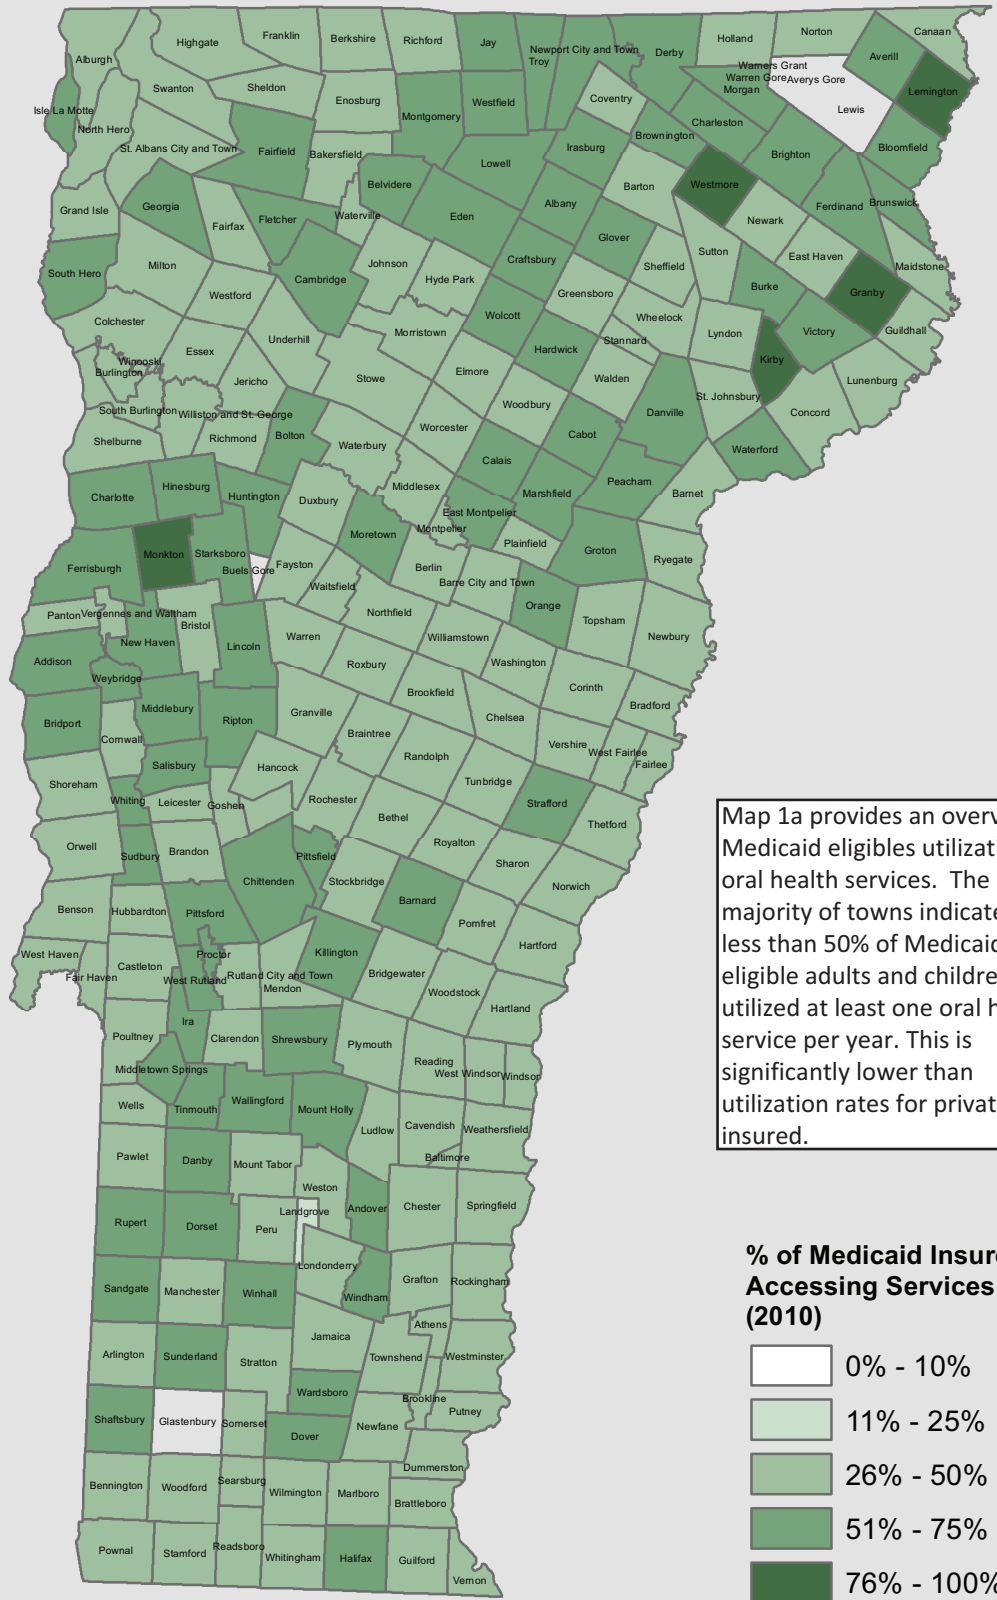 Alburgh
Highgate
Franklin
Berkshire
Richford
Jay
Newport City and Town
Troy
Derby
Holland
Norton
Canaan
Averill
Warners Grant
Warren Gore
Averys Gore
Morgan
Lewis
Lemington
Isle La Motte
Swanton
Sheldon
Enosburg
Montgomery
Westfield
Coventry
Charleston
Brownington
Bloomfield
North Hero
St. Albans City and Town
Fairfield
Bakersfield
Lowell
Irasburg
Brighton
Grand Isle
Georgia
Fairfax
Fletcher
Belvidere
Waterville
Eden
Albany
Barton
Westmore
Newark
Ferdinand
Brunswick
South Hero
Milton
Westford
Cambridge
Johnson
Hyde Park
Craftsbury
Glover
Sheffield
Sutton
East Haven
Maidstone
Colchester
Underhill
Morristown
Wolcott
Greensboro
Wheelock
Stannard
Burke
Granby
Guildhall
Victory
Lyndon
Kirby
Winooski
Burlington
Essex
Jericho
Stowe
Elmore
Hardwick
Walden
St. Johnsbury
Lunenburg
Concord
South Burlington
Williston and St. George
Shelburne
Richmond
Bolton
Waterbury
Worcester
Woodbury
Cabot
Danville
Waterford
Charlotte
Hinesburg
Huntington
Duxbury
Middlesex
Calais
Marshfield
Peacham
Barnet
East Montpelier
Montpelier
Moretown
Plainfield
Groton
Ryegate
Ferrisburgh
Monkton
Starksboro
Buels Gore
Fayston
Waitsfield
Berlin
Barre City and Town
Orange
Topsham
Newbury
Panton
Vergennes and Waltham
Bristol
New Haven
Lincoln
Warren
Northfield
Williamstown
Washington
Addison
Weybridge
Roxbury
Brookfield
Corinth
Bradford
Bridport
Middlebury
Ripton
Granville
Braintree
Chelsea
Cornwall
Vershire
West Fairlee
Fairlee
Shoreham
Salisbury
Hancock
Randolph
Tunbridge
Whiting
Leicester
Goshen
Rochester
Bethel
Strafford
Thetford
Orwell
Sudbury
Brandon
Chittenden
Pittsfield
Stockbridge
Royalton
Sharon
Norwich
Benson
Hubbardton
Pittsford
Barnard
Pomfret
Hartford
West Haven
Fair Haven
Castleton
Proctor
West Rutland
Rutland City and Town
Mendon
Killington
Bridgewater
Woodstock
Hartland
Ira
Poultney
Clarendon
Shrewsbury
Plymouth
Reading
West Windsor
Windsor
Middletown Springs
Wells
Tinmouth
Wallingford
Mount Holly
Ludlow
Cavendish
Weathersfield
Baltimore
Pawlet
Danby
Mount Tabor
Weston
Andover
Chester
Springfield
Rupert
Dorset
Peru
Landgrove
Londonderry
Windham
Grafton
Rockingham
Sandgate
Manchester
Winhall
Jamaica
Athens
Townshend
Westminster
Arlington
Sunderland
Stratton
Wardsboro
Brookline
Putney
Shaftsbury
Glastenbury
Somerset
Dover
Newfane
Dummerston
Bennington
Woodford
Searsburg
Wilmington
Marlboro
Brattleboro
Pownal
Stamford
Readsboro
Whitingham
Halifax
Guilford
Vernon
Map 1a provides an overv
Medicaid eligibles utilizat
oral health services.  The
majority of towns indicate
less than 50% of Medicaid
eligible adults and childre
utilized at least one oral h
service per year. This is
significantly lower than
utilization rates for privat
insured.
% of Medicaid Insure
Accessing Services
(2010)
0% - 10%
11% - 25%
26% - 50%
51% - 75%
76% - 100%